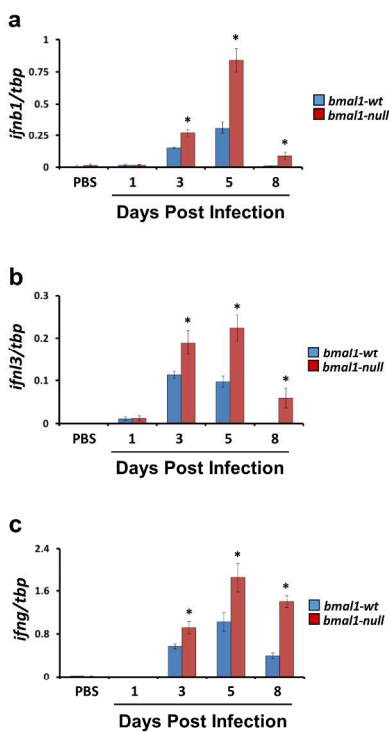 a
ifnb1/tbp
1
0.75
0.5
0.25
0
*
*
*
bmal1-wt
bmal1-null
PBS 1 3 5 8
Days Post Infection
b
ifnl3/tbp
0.3
0.2
0.1
0
*
*
*
bmal1-wt
bmal1-null
PBS 1 3 5 8
Days Post Infection
c
ifng/tbp
2.4
1.6
0.8
0
*
*
*
bmal1-wt
bmal1-null
PBS 1 3 5 8
Days Post Infection